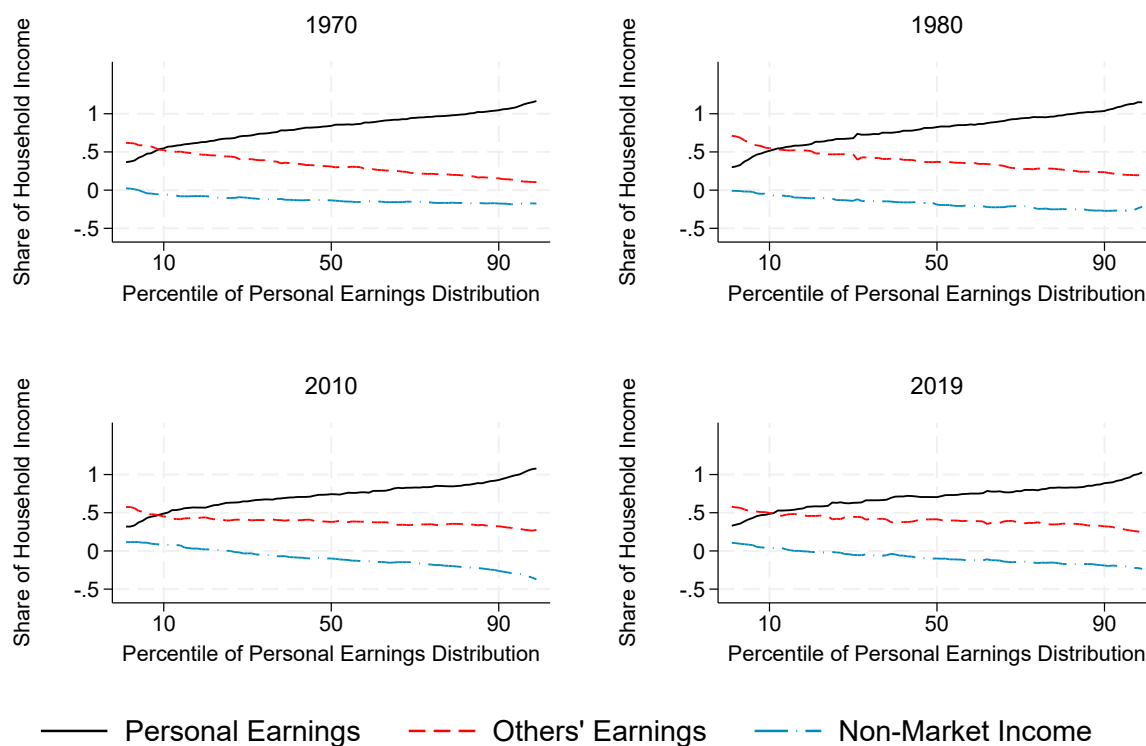 1970
Share of Household Income
1
.5
0
-.5
10 50 90
Percentile of Personal Earnings Distribution
1980
Share of Household Income
1
.5
0
-.5
10 50 90
Percentile of Personal Earnings Distribution
2010
Share of Household Income
1
.5
0
-.5
10 50 90
Percentile of Personal Earnings Distribution
2019
Share of Household Income
1
.5
0
-.5
10 50 90
Percentile of Personal Earnings Distribution
Personal Earnings Others' Earnings Non-Market Income